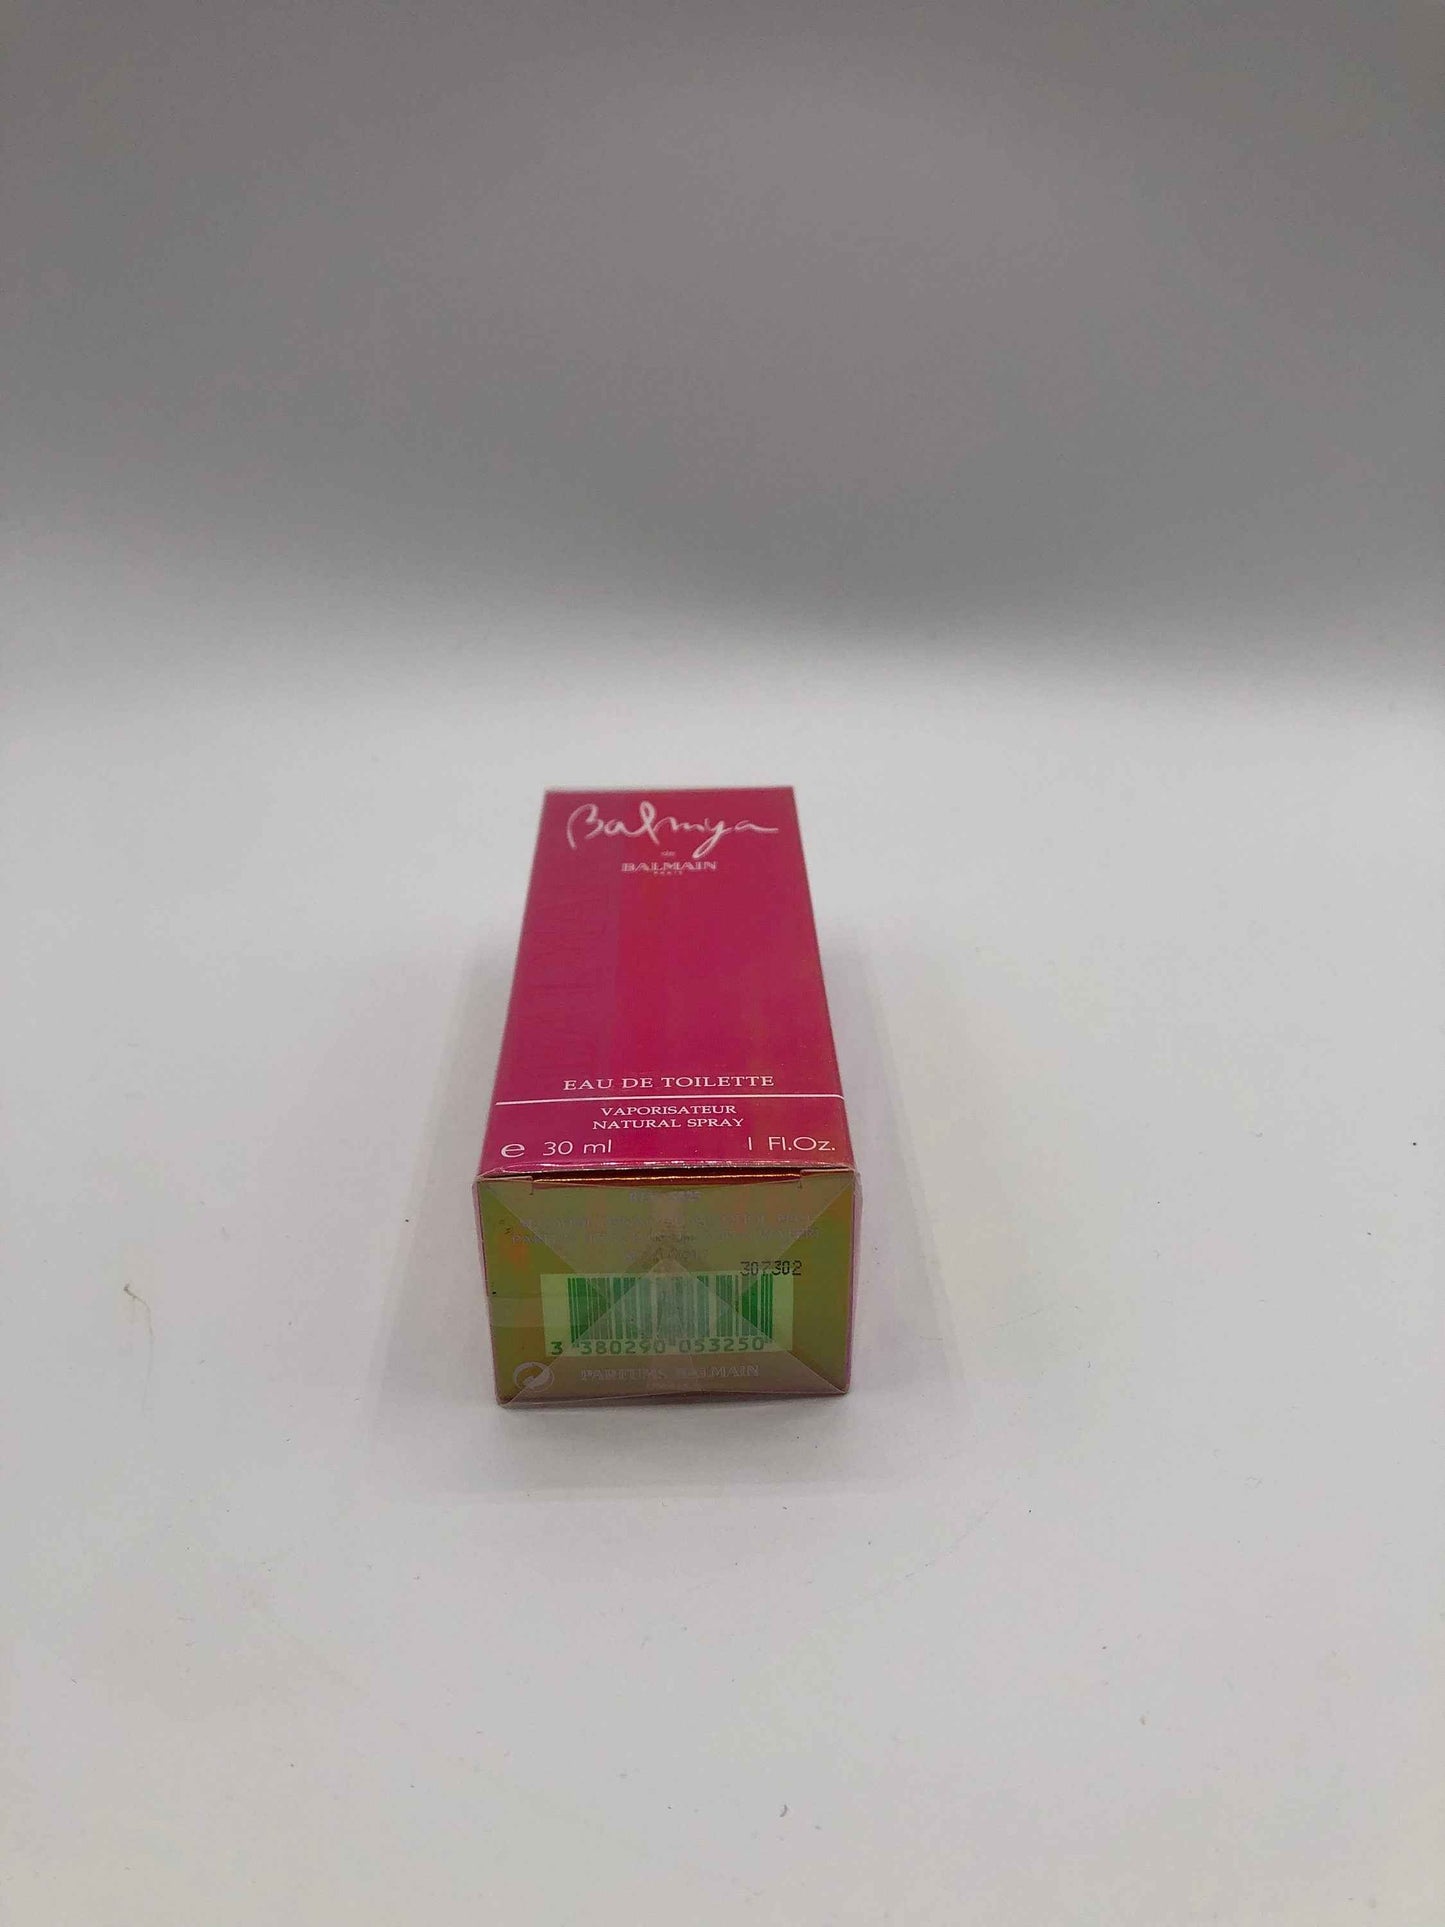 Balmya
de
BALMAIN
PARIS
EAU DE TOILETTE
VAPORISATEUR
NATURAL SPRAY
e 30 ml 1 Fl.Oz.
307302
3 380290 053250
PARFUMS BALMAIN